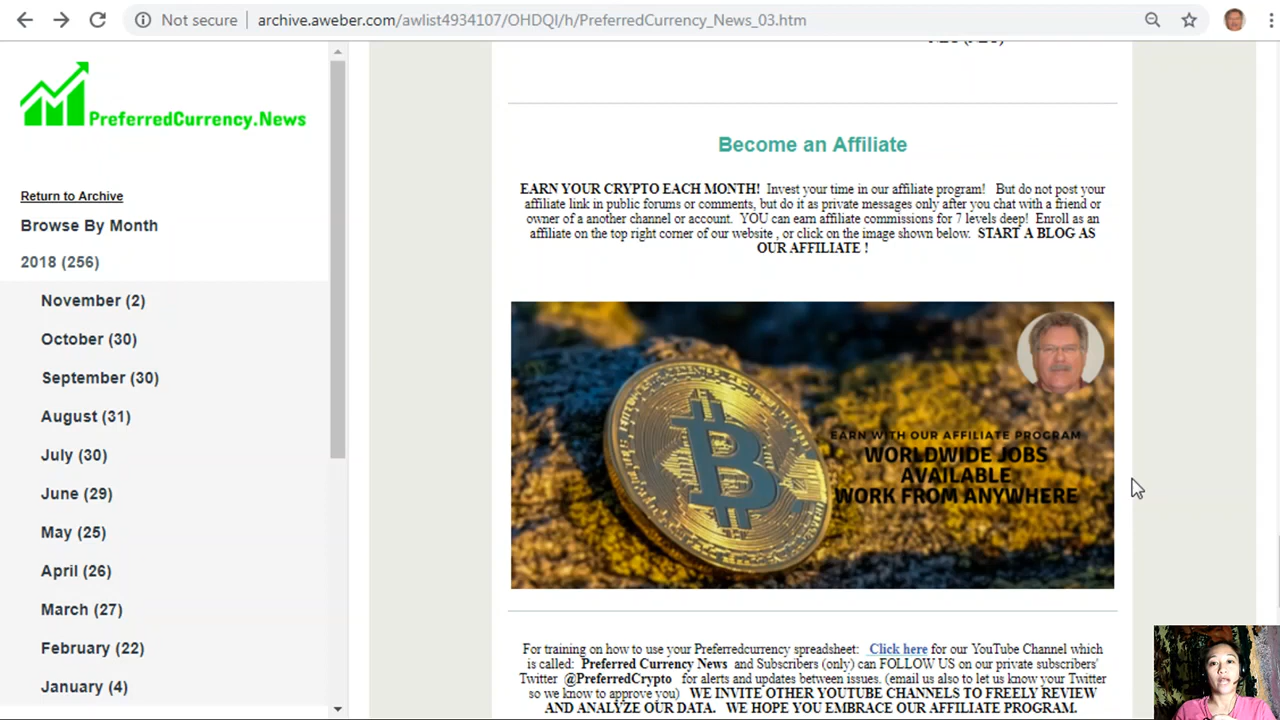 Not secure archive.aweber.com/awlist4934107/OHDQI/h/PreferredCurrency_News_03.htm
PreferredCurrency.News
Return to Archive
Browse By Month
2018 (256)
November (2)
October (30)
September (30)
August (31)
July (30)
June (29)
May (25)
April (26)
March (27)
February (22)
January (4)
Become an Affiliate
EARN YOUR CRYPTO EACH MONTH! Invest your time in our affiliate program! But do not post your
affiliate link in public forums or comments, but do it as private messages only after you chat with a friend or
owner of a another channel or account. YOU can earn affiliate commissions for 7 levels deep! Enroll as an
affiliate on the top right corner of our website , or click on the image shown below. START A BLOG AS
OUR AFFILIATE !
EARN WITH OUR AFFILIATE PROGRAM
WORLDWIDE JOBS
AVAILABLE
WORK FROM ANYWHERE
For training on how to use your Preferredcurrency spreadsheet: Click here for our YouTube Channel which
is called: Preferred Currency News and Subscribers (only) can FOLLOW US on our private subscribers'
Twitter @PreferredCrypto for alerts and updates between issues. (email us also to let us know your Twitter
so we know to approve you) WE INVITE OTHER YOUTUBE CHANNELS TO FREELY REVIEW
AND ANALYZE OUR DATA. WE HOPE YOU EMBRACE OUR AFFILIATE PROGRAM.